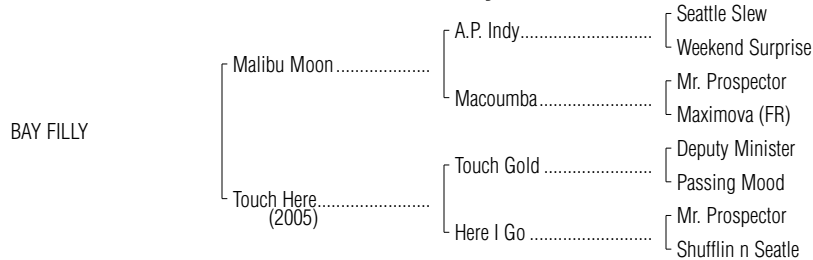 Seattle Slew
A.P. Indy............................
Weekend Surprise
Malibu Moon....................
Mr. Prospector
Macoumba........................
Maximova (FR)
BAY FILLY
Deputy Minister
Touch Gold .......................
Passing Mood
Touch Here........................
(2005)
Mr. Prospector
Here I Go ..........................
Shufflin n Seatle